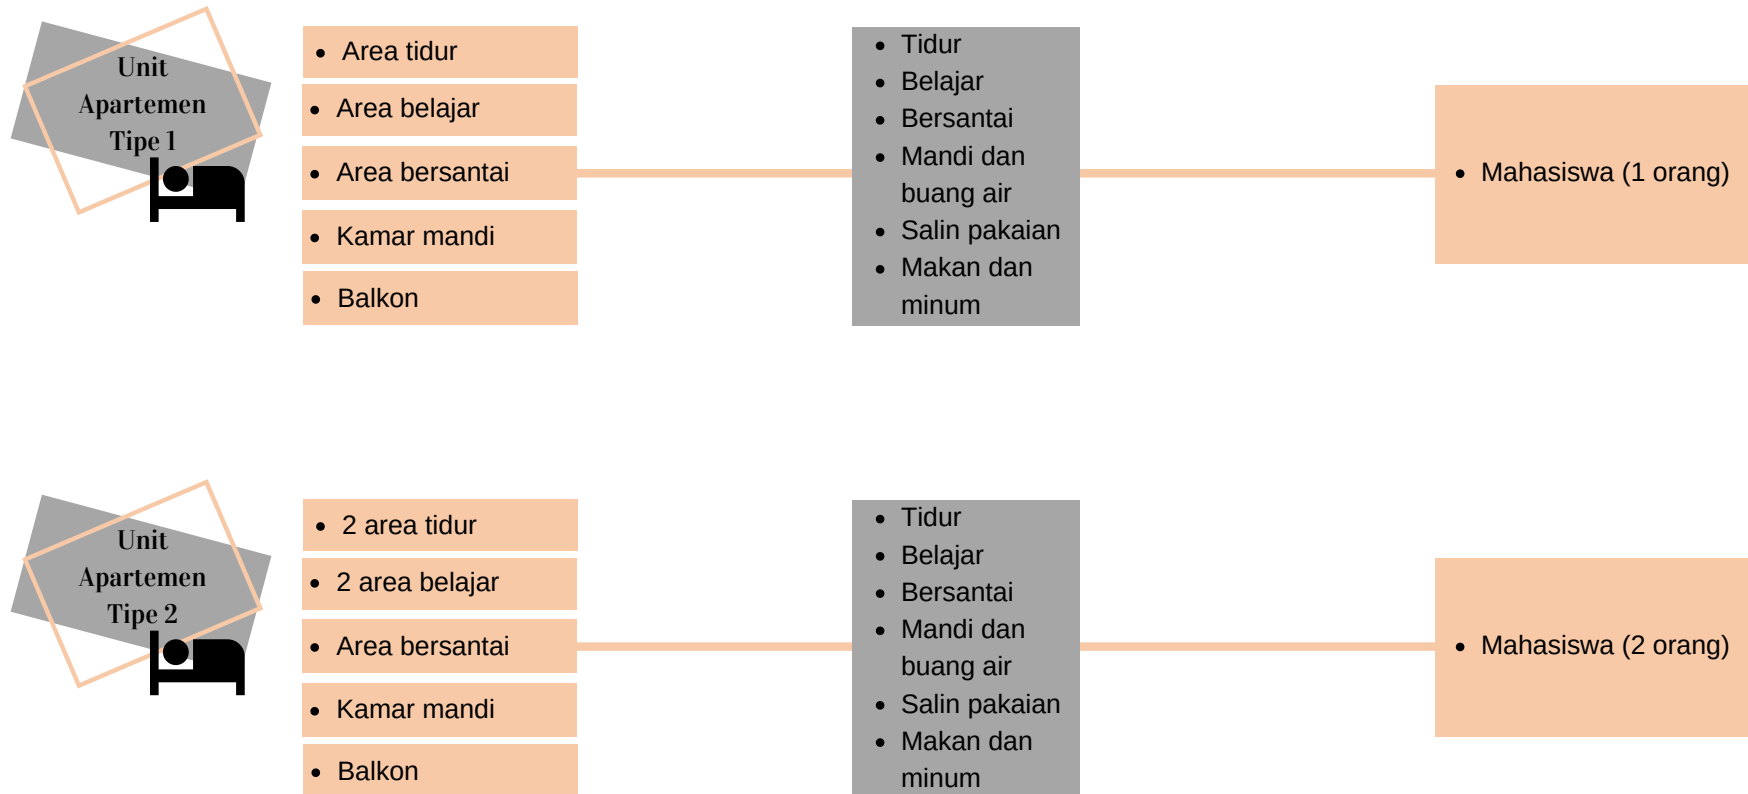 Unit
Apartemen
Tipe 1
• Area tidur
• Area belajar
• Area bersantai
• Kamar mandi
• Balkon
• Tidur
• Belajar
• Bersantai
• Mandi dan
buang air
• Salin pakaian
• Makan dan
minum
• Mahasiswa (1 orang)
Unit
Apartemen
Tipe 2
• 2 area tidur
• 2 area belajar
• Area bersantai
• Kamar mandi
• Balkon
• Tidur
• Belajar
• Bersantai
• Mandi dan
buang air
• Salin pakaian
• Makan dan
minum
• Mahasiswa (2 orang)